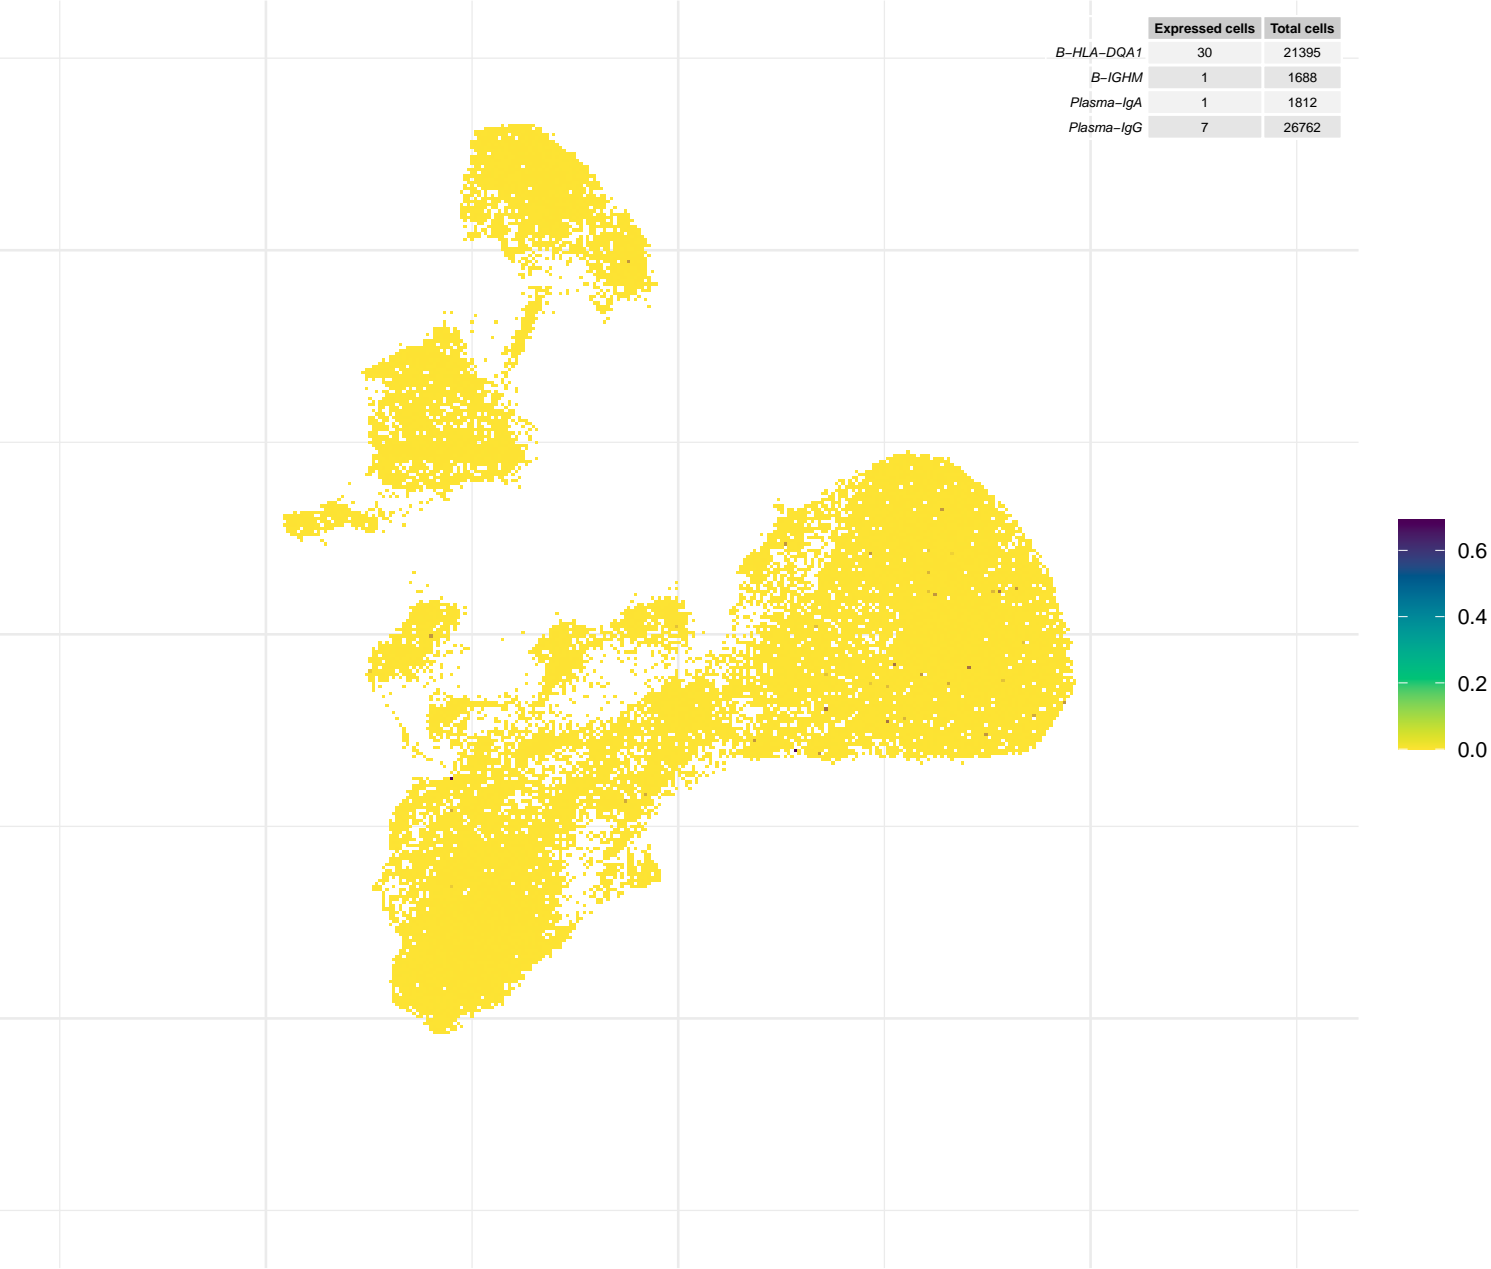 Expressed cells Total cells
B−HLA−DQA1 30 21395
B−IGHM 1 1688
Plasma−IgA 1 1812
Plasma−IgG 7 26762
0.6
0.4
0.2
0.0